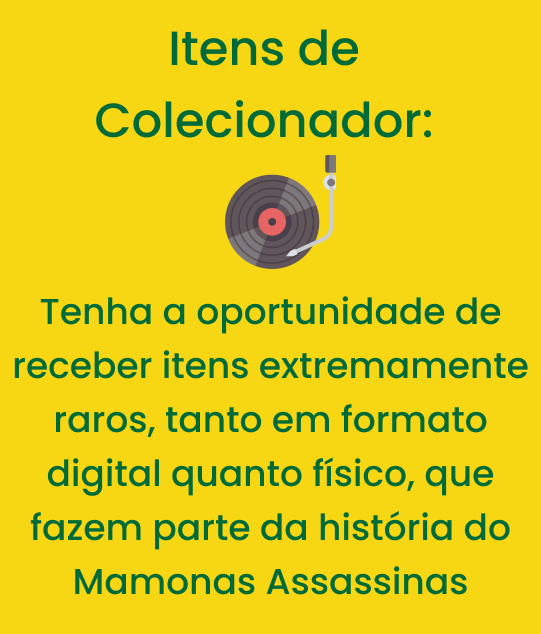 Itens de
Colecionador:
Tenha a oportunidade de
receber itens extremamente
raros, tanto em formato
digital quanto físico, que
fazem parte da história do
Mamonas Assassinas